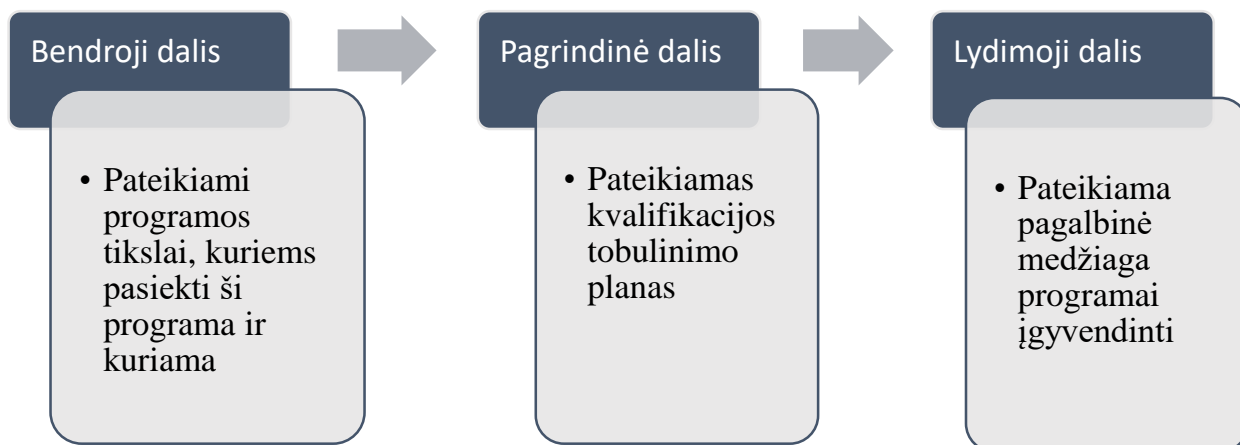 Bendroji dalis
• Pateikiami
programos
tikslai, kuriems
pasiekti ši
programa ir
kuriama
Pagrindinė dalis
• Pateikiamas
kvalifikacijos
tobulinimo
planas
Lydimoji dalis
• Pateikiama
pagalbinė
medžiaga
programai
įgyvendinti